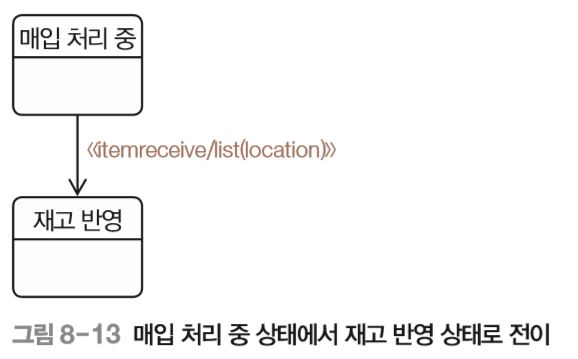 매입 처리 중
《itemreceive/list(location)》
재고 반영
그림 8-13 매입 처리 중 상태에서 재고 반영 상태로 전이